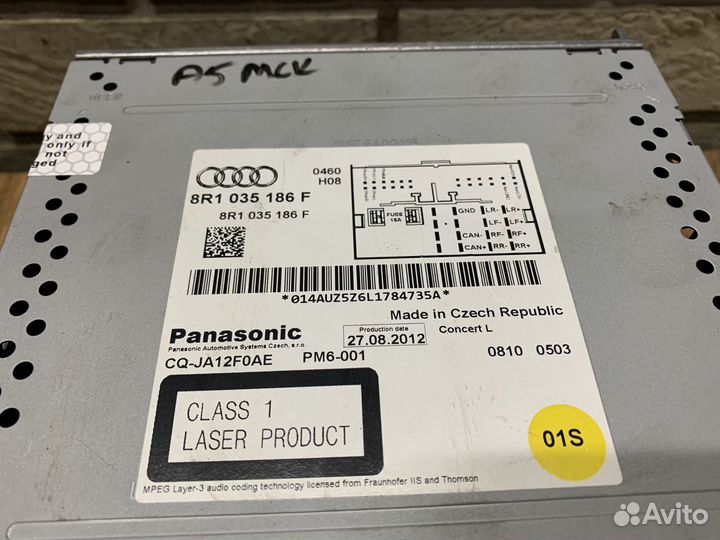 A5 MCK
y and
only if
not
ged
0460
H08
8R1 035 186 F
8R1 035 186 F
FUSE
15A
GND LR- LR+
LF- LF+
CAN- RF- RF+
CAN+ RR- RR+
*014AUZ5Z6L1784735A*
Made in Czech Republic
Panasonic
Panasonic Automotive Systems Czech, s.r.o.
Production date
27.08.2012
Concert L
CQ-JA12F0AE PM6-001
0810 0503
CLASS 1
LASER PRODUCT
01S
MPEG Layer-3 audio coding technology licensed from Fraunhofer IIS and Thomson
Avito